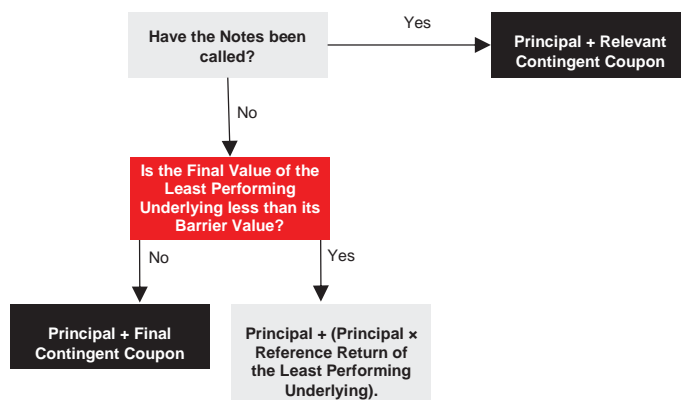 Have the Notes been
called?
Yes
Principal + Relevant
Contingent Coupon
No
Is the Final Value of the
Least Performing
Underlying less than its
Barrier Value?
No
Yes
Principal + Final
Contingent Coupon
Principal + (Principal ×
Reference Return of
the Least Performing
Underlying).